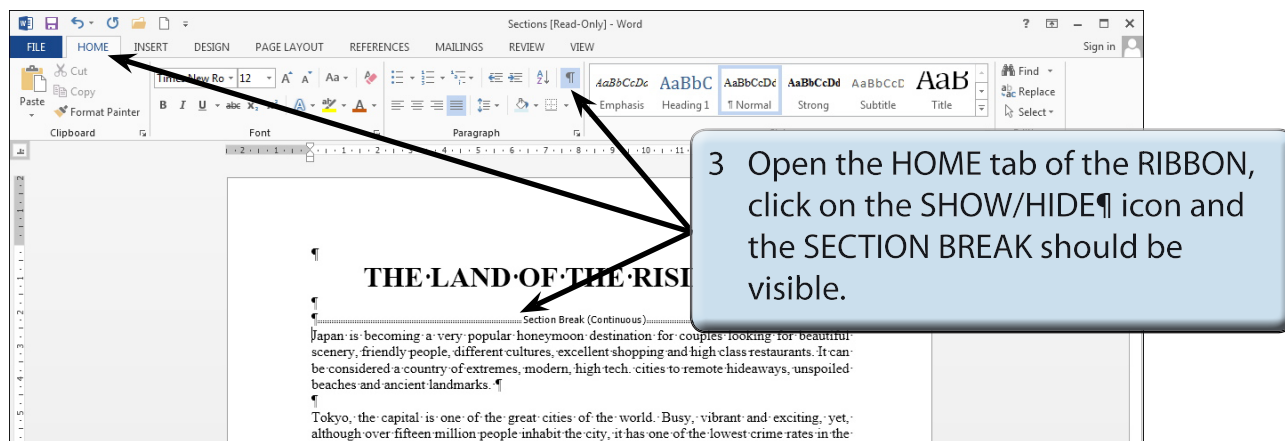 Sections [Read-Only] - Word
FILE HOME INSERT DESIGN PAGE LAYOUT REFERENCES MAILINGS REVIEW VIEW Sign in
Cut
Copy
Format Painter
Paste
Clipboard
New Ro 12
Aa
B I U abc
Font
Paragraph
AaBbCcDc AaBbC AaBbCcDc AaBbCcDd AaBbCcD AaB
Emphasis Heading 1 ¶ Normal Strong Subtitle Title
Find
Replace
Select
3 Open the HOME tab of the RIBBON,
click on the SHOW/HIDE¶ icon and
the SECTION BREAK should be
visible.
¶
THE·LAND·OF·THE·RISI
¶
¶ Section Break (Continuous)
Japan·is·becoming·a·very·popular·honeymoon·destination·for·couples·looking·for·beautiful·
scenery,·friendly·people,·different·cultures,·excellent·shopping·and·high·class·restaurants.·It·can·
be·considered·a·country·of·extremes,·modern,·high·tech.·cities·to·remote·hideaways,·unspoiled·
beaches·and·ancient·landmarks.·¶
¶
Tokyo,·the·capital·is·one·of·the·great·cities·of·the·world.·Busy,·vibrant·and·exciting,·yet,·
although·over·fifteen·million·people·inhabit·the·city,·it·has·one·of·the·lowest·crime·rates·in·the·